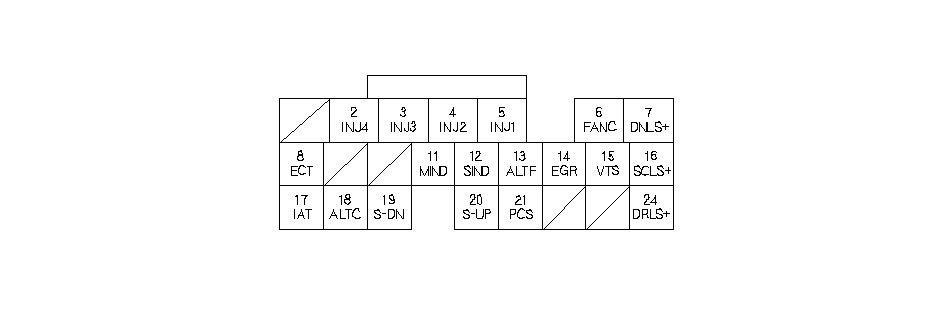 2 3 4 5 6 7
INJ4 INJ3 INJ2 INJ1 FANC DNLS+
8 11 12 13 14 15 16
ECT MIND SIND ALTF EGR VTS SCLS+
17 18 19 20 21 24
IAT ALTC S-DN S-UP PCS DRLS+